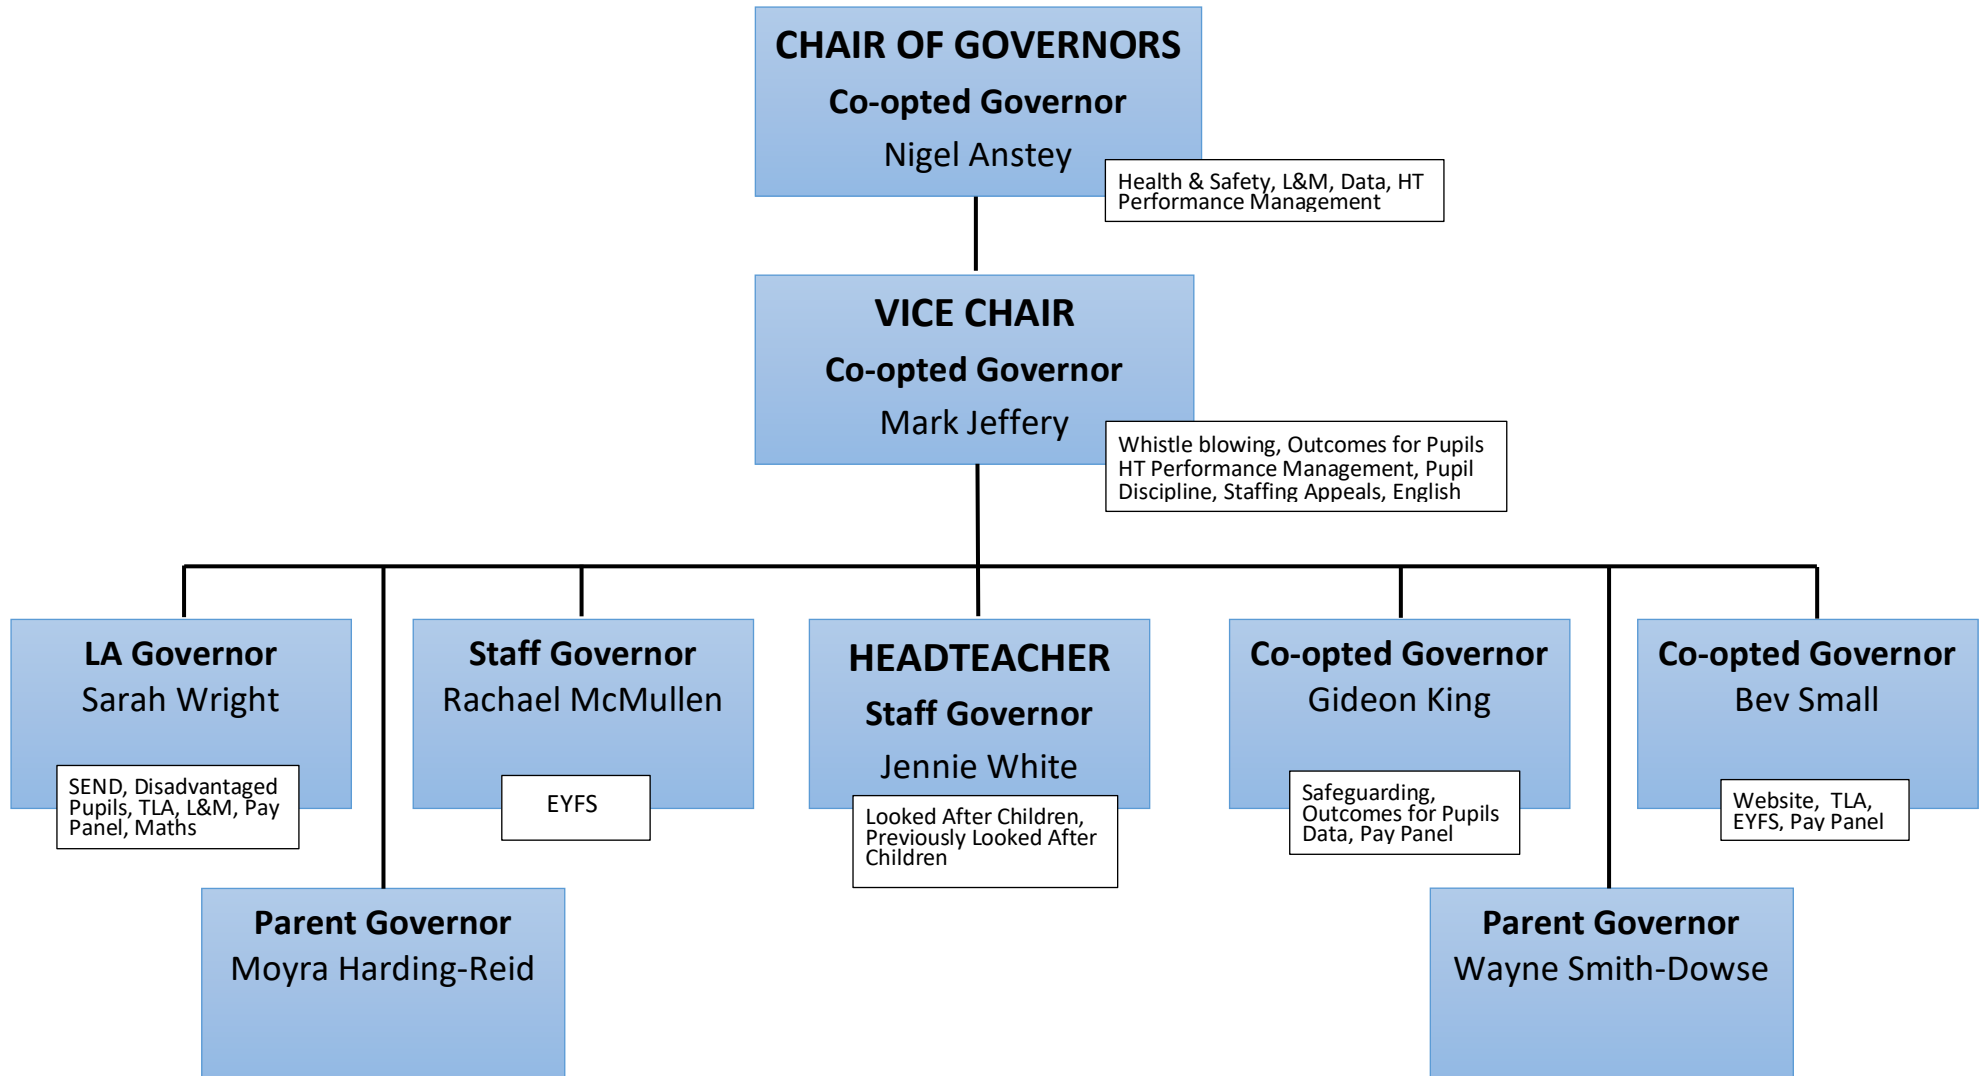 CHAIR OF GOVERNORS
Co-opted Governor
Nigel Anstey
Health & Safety, L&M, Data, HT
Performance Management
VICE CHAIR
Co-opted Governor
Mark Jeffery
Whistle blowing, Outcomes for Pupils
HT Performance Management, Pupil
Discipline, Staffing Appeals, English
LA Governor
Sarah Wright
SEND, Disadvantaged
Pupils, TLA, L&M, Pay
Panel, Maths
Staff Governor
Rachael McMullen
EYFS
HEADTEACHER
Staff Governor
Jennie White
Looked After Children,
Previously Looked After
Children
Co-opted Governor
Gideon King
Safeguarding,
Outcomes for Pupils
Data, Pay Panel
Co-opted Governor
Bev Small
Website, TLA,
EYFS, Pay Panel
Parent Governor
Moyra Harding-Reid
Parent Governor
Wayne Smith-Dowse